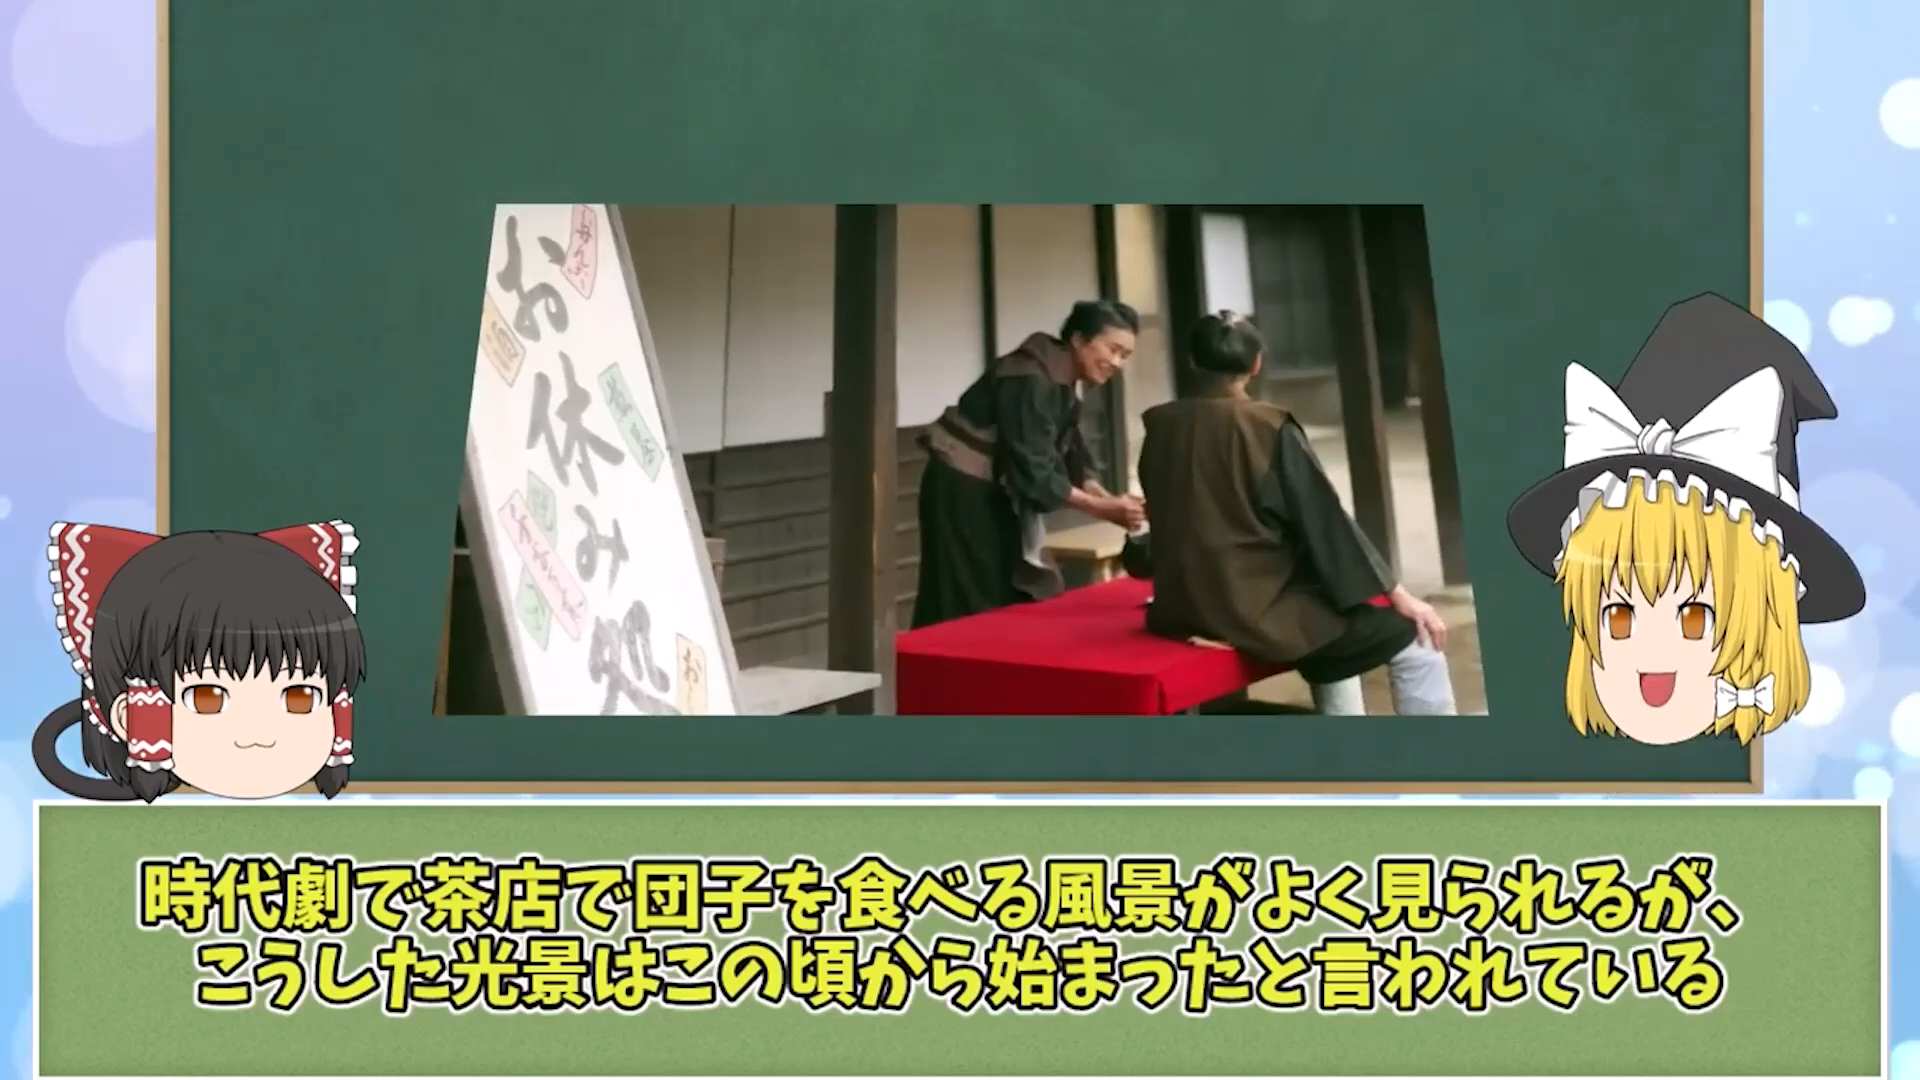 お休み処
時代劇で茶店で団子を食べる風景がよく見られるが、
こうした光景はこの頃から始まったと言われている